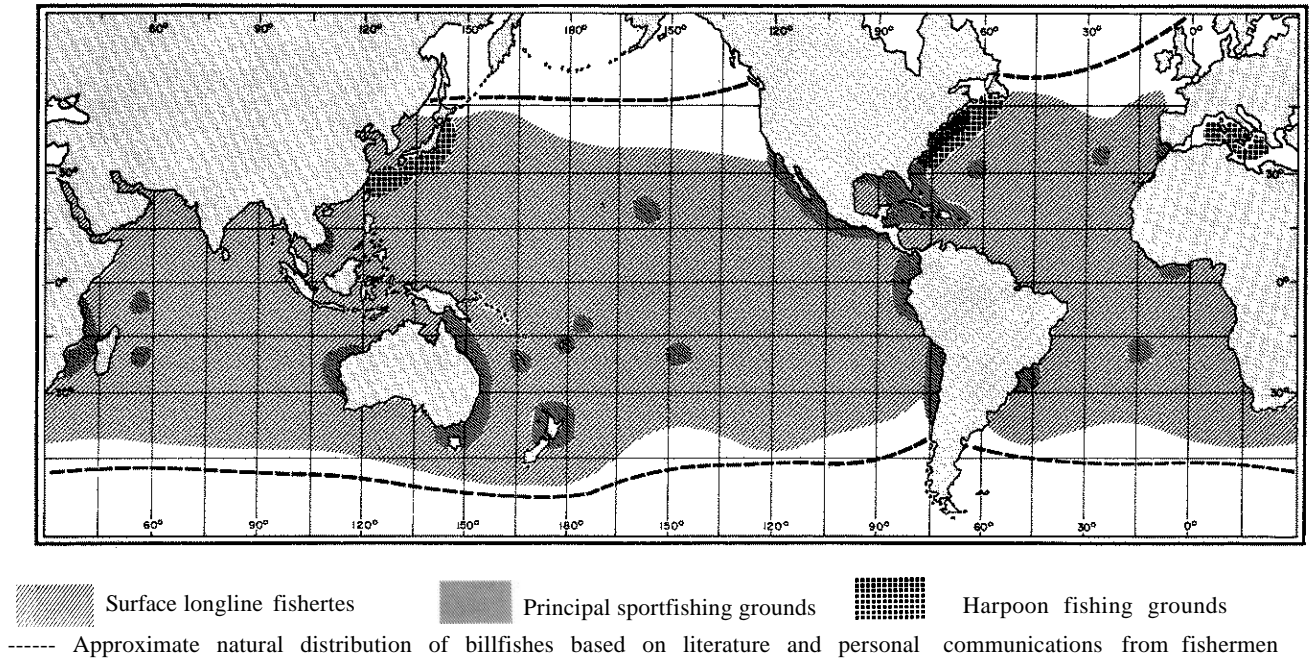 60° 90° 120° 150° 180° 150° 120° 90° 60° 30° 0°
30° 30°
0° 0°
30° 30°
60° 90° 120° 150° 180° 150° 120° 90° 60° 30° 0°
Surface longline fishertes Principal sportfishing grounds Harpoon fishing grounds
------ Approximate natural distribution of billfishes based on literature and personal communications from fishermen